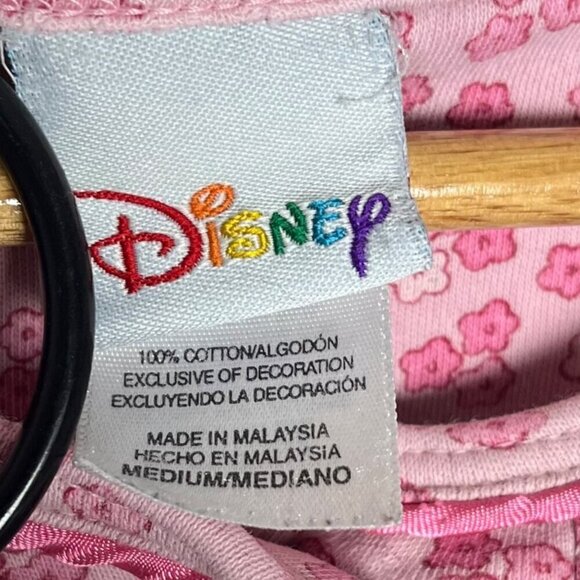 DISNEY
100% COTTON/ALGODÓN
EXCLUSIVE OF DECORATION
EXCLUYENDO LA DECORACIÓN
MADE IN MALAYSIA
HECHO EN MALAYSIA
MEDIUM/MEDIANO